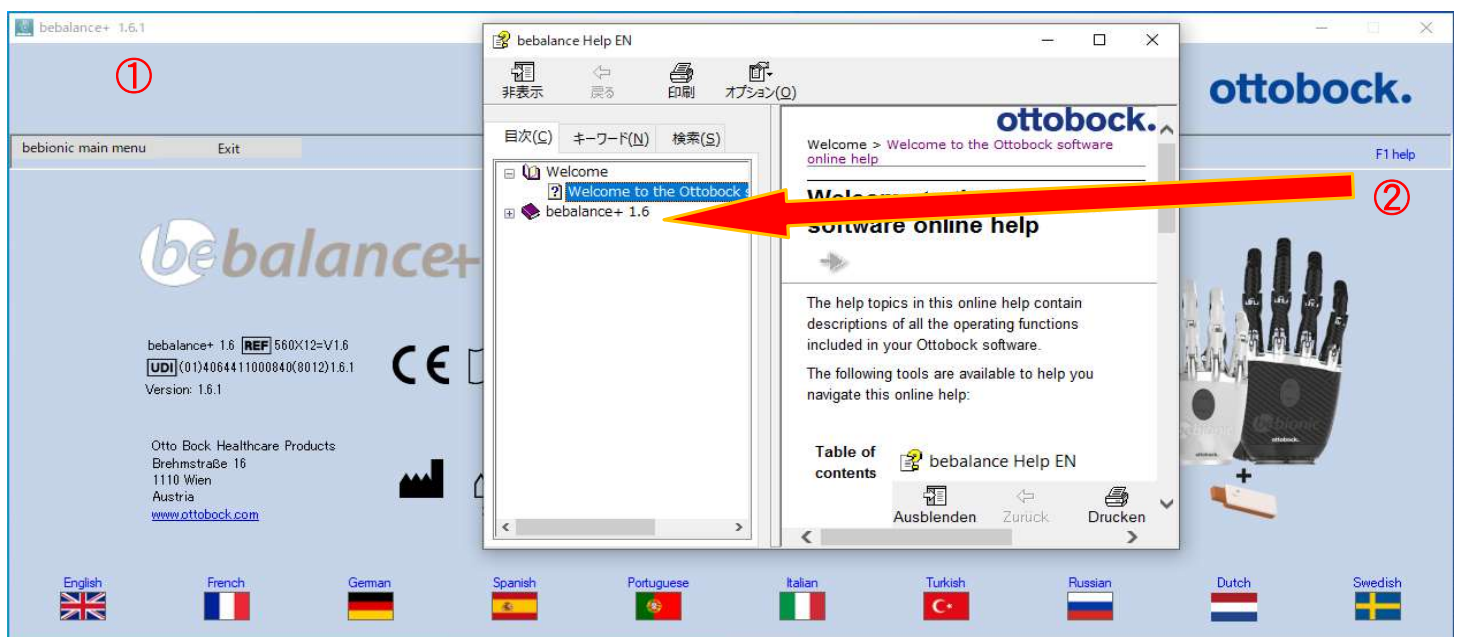 bebalance+ 1.6.1
①
bebionic main menu
Exit
ottobock.
F1 help
②
bebalance+
bebalance+ 1.6 REF 560X12=V1.6
UDI (01)4064411000840(8012)1.6.1
Version: 1.6.1
CE
Otto Bock Healthcare Products
Brehmstraße 16
1110 Wien
Austria
www.ottobock.com
bebalance Help EN
非表示
戻る
印刷
オプション(O)
目次(C)
キーワード(N)
検索(S)
Welcome
Welcome to the Ottobock s
bebalance+ 1.6
ottobock.
Welcome > Welcome to the Ottobock software
online help
software online help
The help topics in this online help contain
descriptions of all the operating functions
included in your Ottobock software.
The following tools are available to help you
navigate this online help:
Table of
contents
bebalance Help EN
Ausblenden
Zurück
Drucken
bebionic
ottobock.
+
English
French
German
Spanish
Portuguese
Italian
Turkish
Russian
Dutch
Swedish